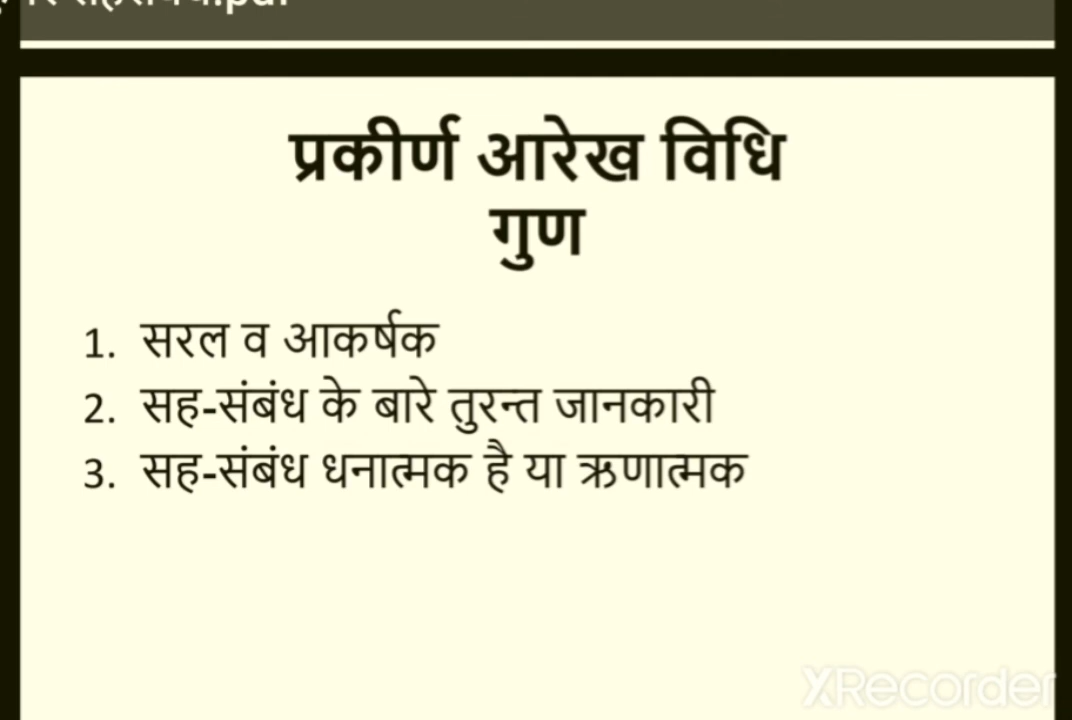 प्रकीर्ण आरेख विधि
गुण
1. सरल व आकर्षक
2. सह-संबंध के बारे तुरन्त जानकारी
3. सह-संबंध धनात्मक है या ऋणात्मक
XRecorder